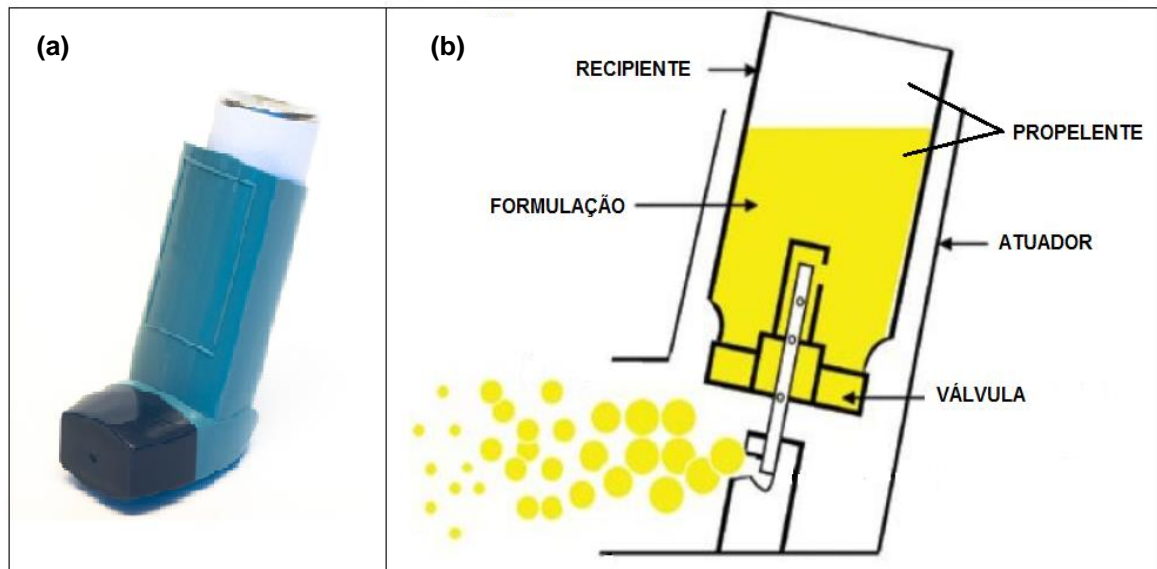 (a)
(b)
RECIPIENTE
PROPELENTE
FORMULAÇÃO
ATUADOR
VÁLVULA